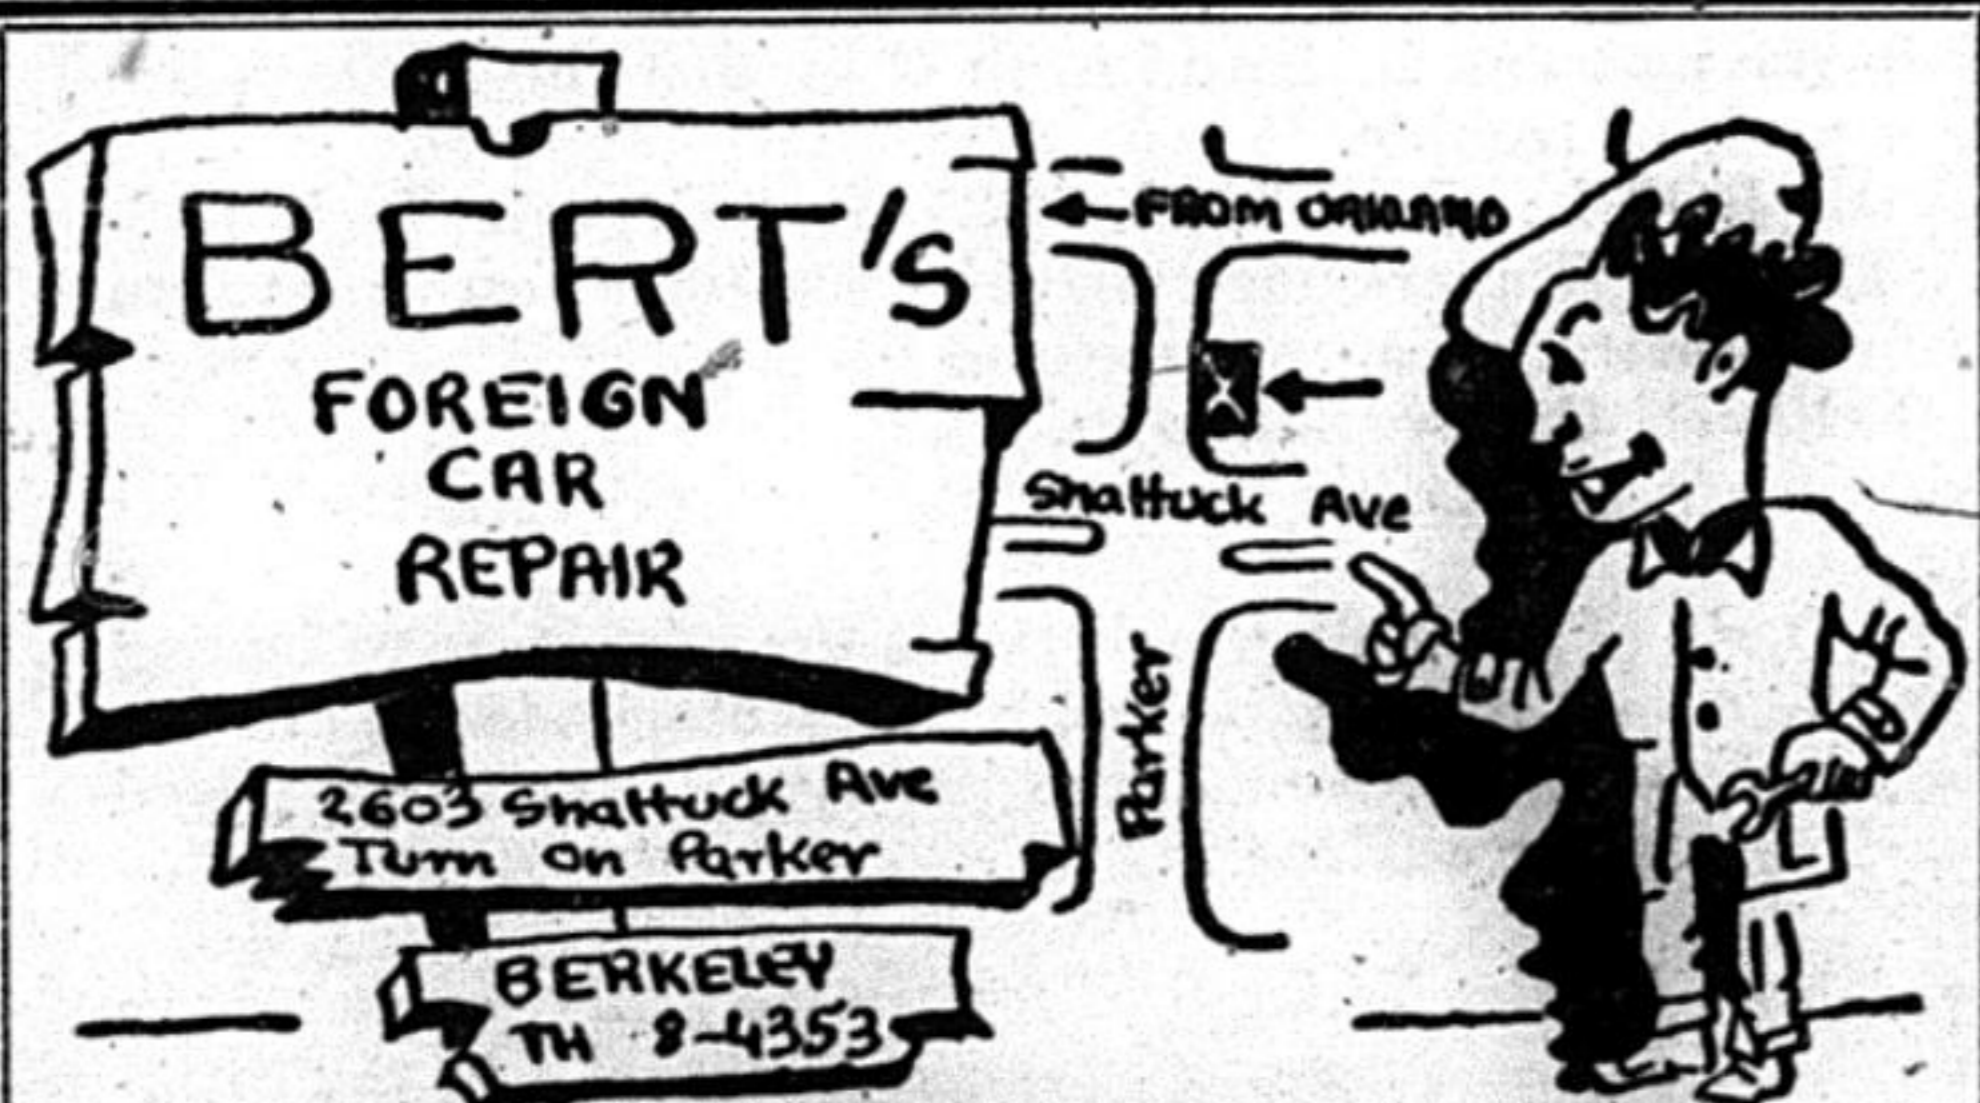 BERT'S
FOREIGN
CAR
REPAIR
2603 Shattuck Ave
Turn on Parker
BERKELEY
TH 8-4353
FROM OAKLAND
X
Shattuck Ave
Parker